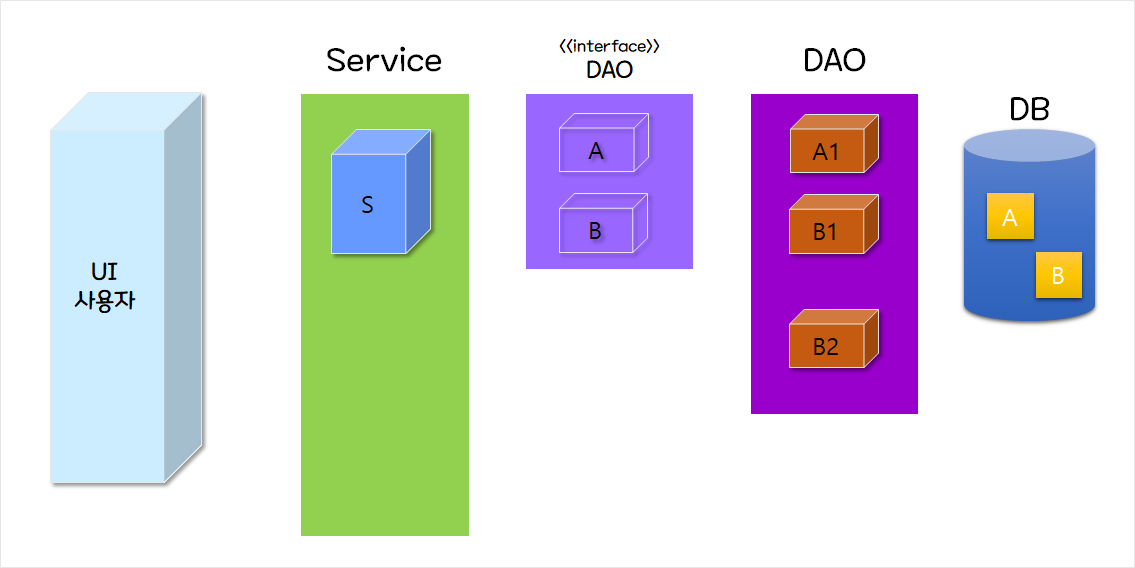 UI
사용자
Service
S
<<interface>>
DAO
A
B
DAO
A1
B1
B2
DB
A
B